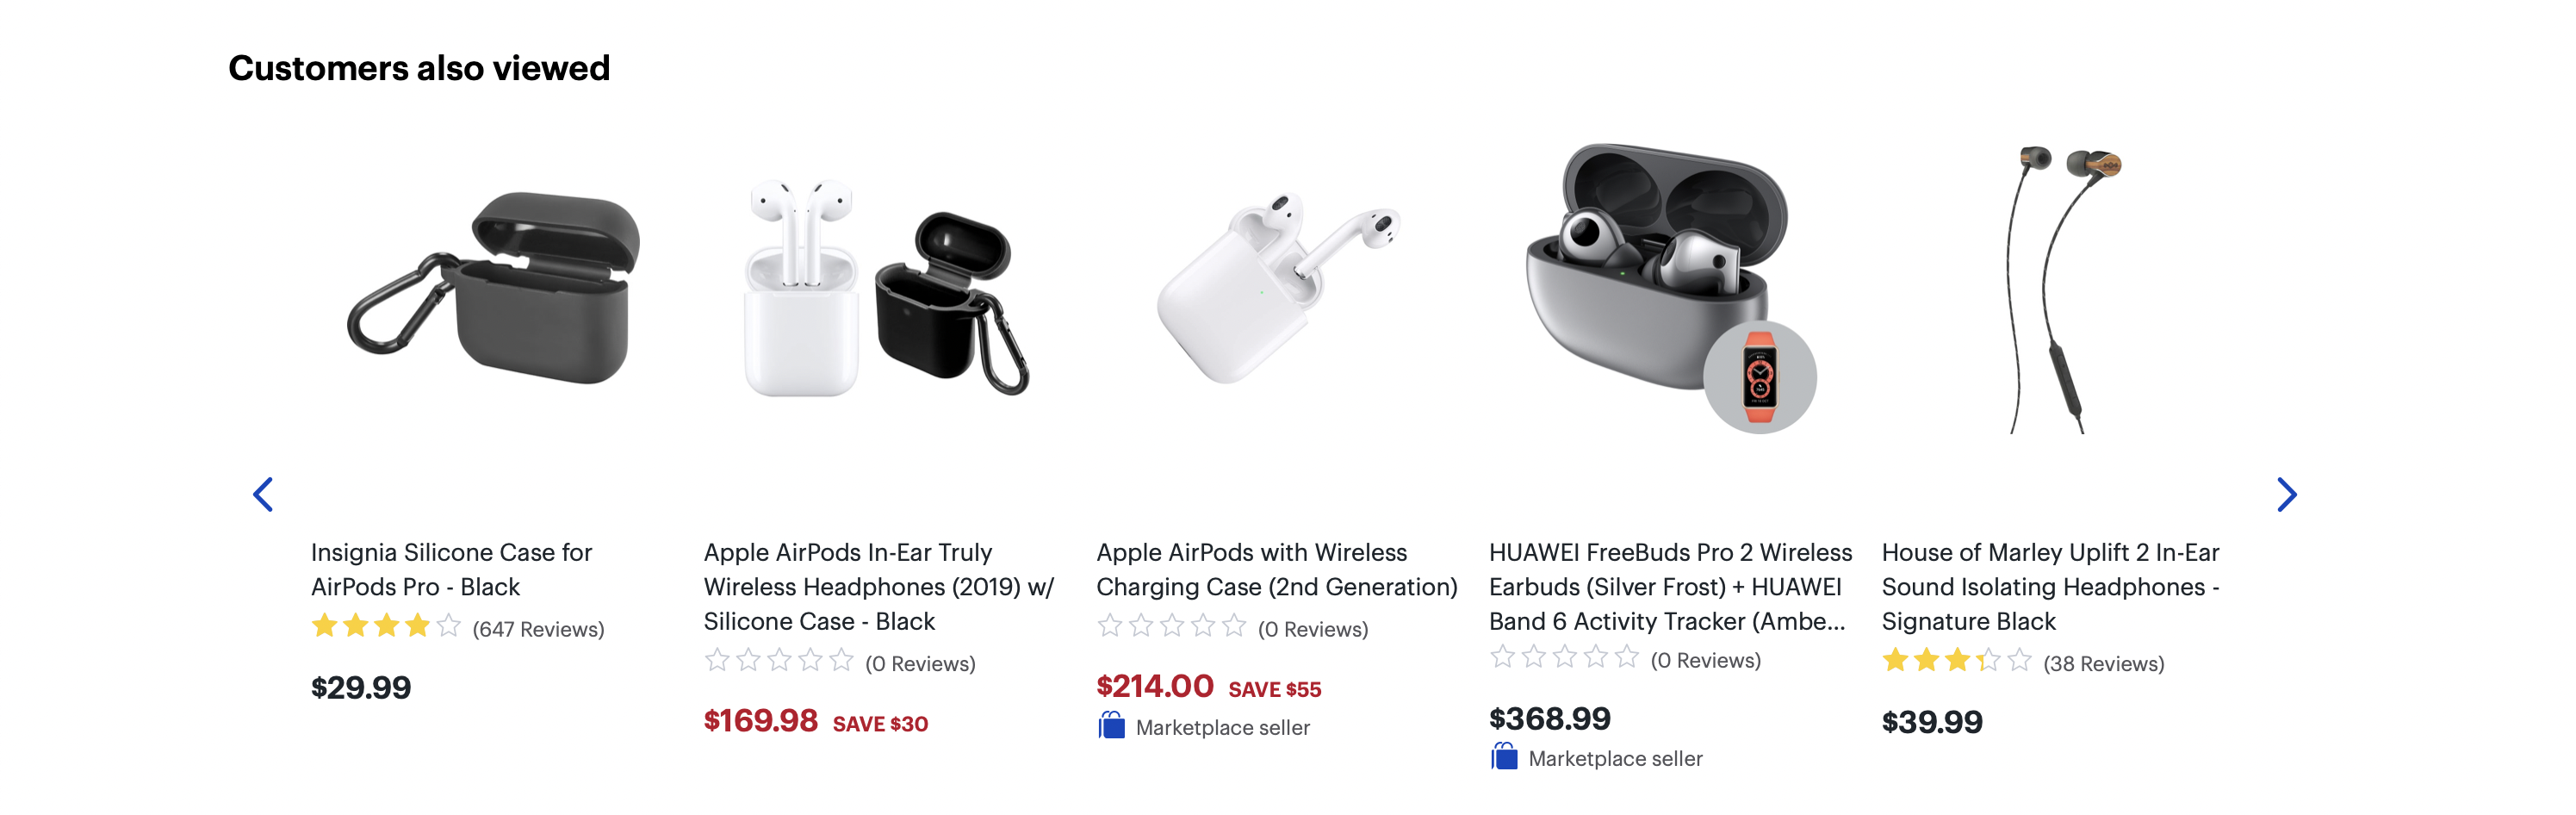 Customers also viewed
Insignia Silicone Case for
AirPods Pro - Black
(647 Reviews)
$29.99
Apple AirPods In-Ear Truly
Wireless Headphones (2019) w/
Silicone Case - Black
(0 Reviews)
$169.98 SAVE $30
Apple AirPods with Wireless
Charging Case (2nd Generation)
(0 Reviews)
$214.00 SAVE $55
Marketplace seller
HUAWEI FreeBuds Pro 2 Wireless
Earbuds (Silver Frost) + HUAWEI
Band 6 Activity Tracker (Ambe...
(0 Reviews)
$368.99
Marketplace seller
House of Marley Uplift 2 In-Ear
Sound Isolating Headphones -
Signature Black
(38 Reviews)
$39.99